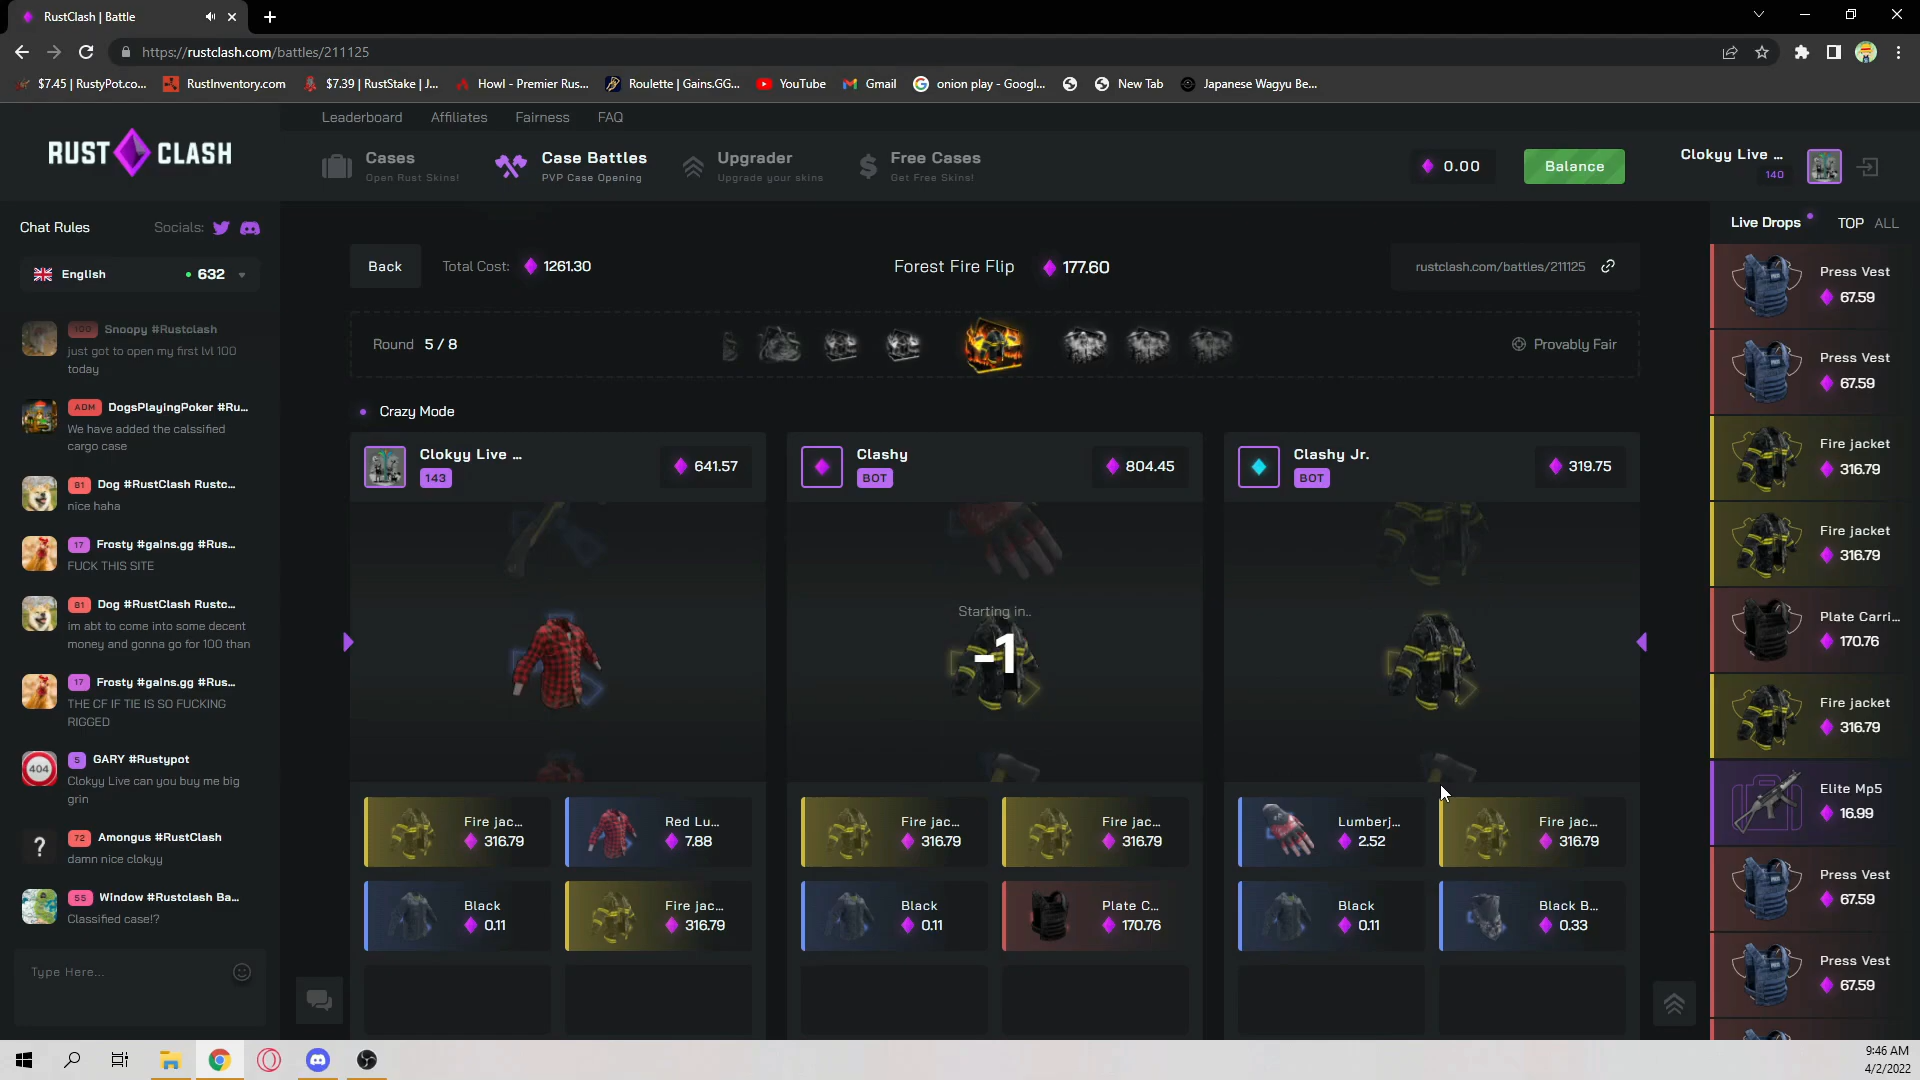 RustClash | Battle
https://rustclash.com/battles/211125
$7.45 | RustyPot.co...
RustInventory.com
$7.39 | RustStake | J...
Howl - Premier Rus...
Roulette | Gains.GG...
YouTube
Gmail
onion play - Googl...
New Tab
Japanese Wagyu Be...
RUST CLASH
Leaderboard
Affiliates
Fairness
FAQ
Cases
Open Rust Skins!
Case Battles
PVP Case Opening
Upgrader
Upgrade your skins
Free Cases
Get Free Skins!
0.00
Balance
Clokyy Live ...
140
Chat Rules
Socials:
English
632
100 Snoopy #Rustclash
just got to open my first lvl 100
today
ADM DogsPlayingPoker #Ru...
We have added the calssified
cargo case
81 Dog #RustClash Rustc...
nice haha
17 Frosty #gains.gg #Rus...
FUCK THIS SITE
81 Dog #RustClash Rustc...
im abt to come into some decent
money and gonna go for 100 than
17 Frosty #gains.gg #Rus...
THE CF IF TIE IS SO FUCKING
RIGGED
404
5 GARY #Rustypot
Clokyy Live can you buy me big
grin
?
72 Amongus #RustClash
damn nice clokyy
55 Window #Rustclash Ba...
Classified case!?
Type Here...
Back
Total Cost: 1261.30
Forest Fire Flip 177.60
rustclash.com/battles/211125
Round 5 / 8
Provably Fair
Crazy Mode
Clokyy Live ...
143
641.57
Clashy
BOT
804.45
Clashy Jr.
BOT
319.75
Starting in..
-1
Fire jac...
316.79
Red Lu...
7.88
Black
0.11
Fire jac...
316.79
Fire jac...
316.79
Fire jac...
316.79
Black
0.11
Plate C...
170.76
Lumberj...
2.52
Fire jac...
316.79
Black
0.11
Black B...
0.33
Live Drops
TOP ALL
Press Vest
67.59
Press Vest
67.59
Fire jacket
316.79
Fire jacket
316.79
Plate Carri...
170.76
Fire jacket
316.79
Elite Mp5
16.99
Press Vest
67.59
Press Vest
67.59
9:46 AM
4/2/2022